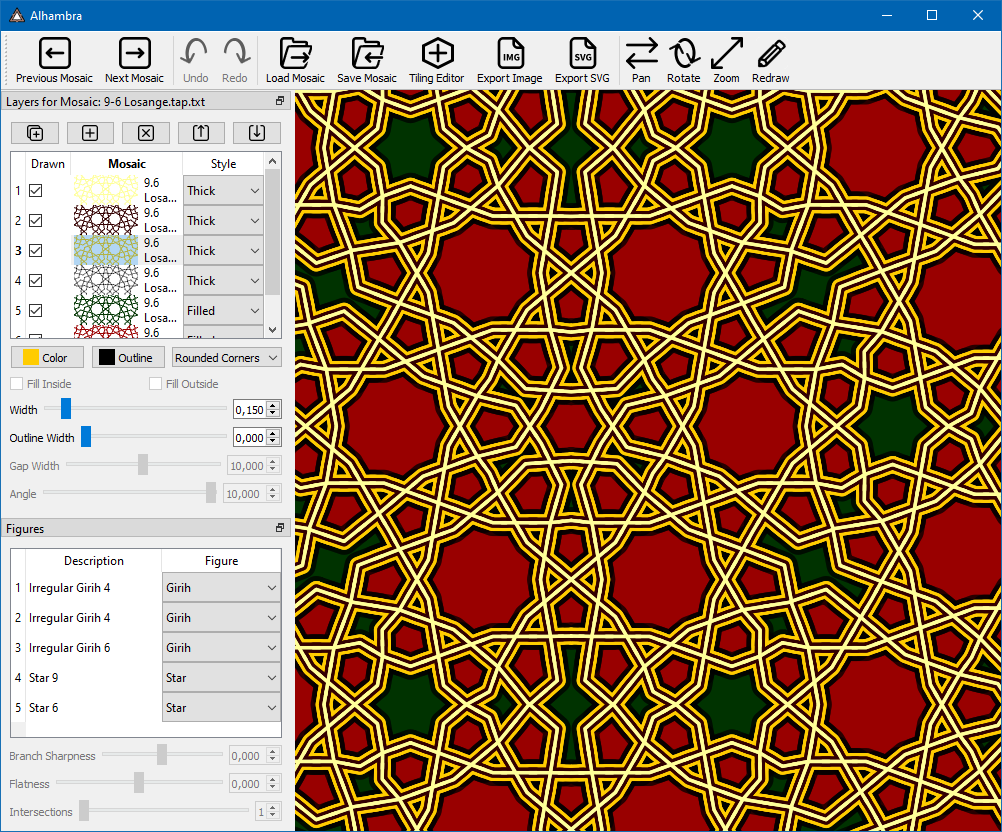 Alhambra
Previous Mosaic Next Mosaic Undo Redo Load Mosaic Save Mosaic Tiling Editor Export Image Export SVG Pan Rotate Zoom Redraw
IMG SVG
Layers for Mosaic: 9-6 Losange.tap.txt
Drawn Mosaic Style
1 9.6 Losa... Thick
2 9.6 Losa... Thick
3 9.6 Losa... Thick
4 9.6 Losa... Thick
5 9.6 Losa... Filled
9.6
Color Outline Rounded Corners
Fill Inside Fill Outside
Width 0,150
Outline Width 0,000
Gap Width 10,000
Angle 10,000
Figures
Description Figure
1 Irregular Girih 4 Girih
2 Irregular Girih 4 Girih
3 Irregular Girih 6 Girih
4 Star 9 Star
5 Star 6 Star
Branch Sharpness 0,000
Flatness 0,000
Intersections 1